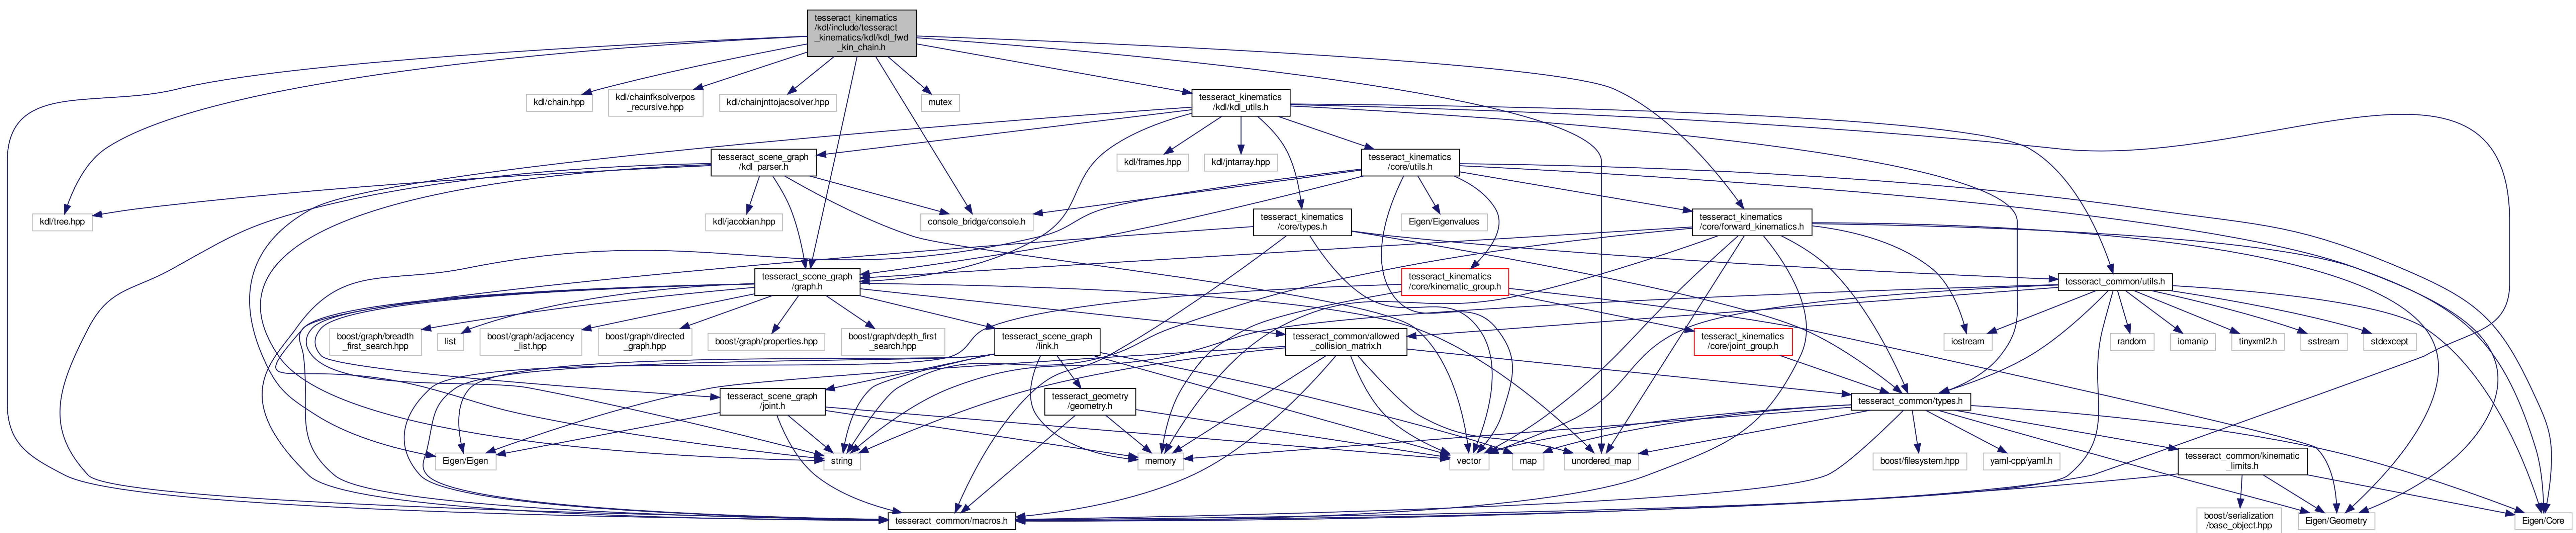 tesseract_kinematics
/kdl/include/tesseract
_kinematics/kdl/kdl_fwd
_kin_chain.h
kdl/chain.hpp
kdl/chainfksolverpos
_recursive.hpp
kdl/chainjnttojacsolver.hpp
mutex
tesseract_kinematics
/kdl/kdl_utils.h
tesseract_scene_graph
/kdl_parser.h
kdl/frames.hpp
kdl/jntarray.hpp
tesseract_kinematics
/core/utils.h
kdl/tree.hpp
kdl/jacobian.hpp
console_bridge/console.h
tesseract_kinematics
/core/types.h
Eigen/Eigenvalues
tesseract_kinematics
/core/forward_kinematics.h
tesseract_scene_graph
/graph.h
tesseract_kinematics
/core/kinematic_group.h
tesseract_common/utils.h
boost/graph/breadth
_first_search.hpp
list
boost/graph/adjacency
_list.hpp
boost/graph/directed
_graph.hpp
boost/graph/properties.hpp
boost/graph/depth_first
_search.hpp
tesseract_scene_graph
/link.h
tesseract_common/allowed
_collision_matrix.h
tesseract_kinematics
/core/joint_group.h
iostream
random
iomanip
tinyxml2.h
sstream
stdexcept
tesseract_scene_graph
/joint.h
tesseract_geometry
/geometry.h
tesseract_common/types.h
Eigen/Eigen
string
memory
vector
map
unordered_map
boost/filesystem.hpp
yaml-cpp/yaml.h
tesseract_common/kinematic
_limits.h
tesseract_common/macros.h
boost/serialization
/base_object.hpp
Eigen/Geometry
Eigen/Core